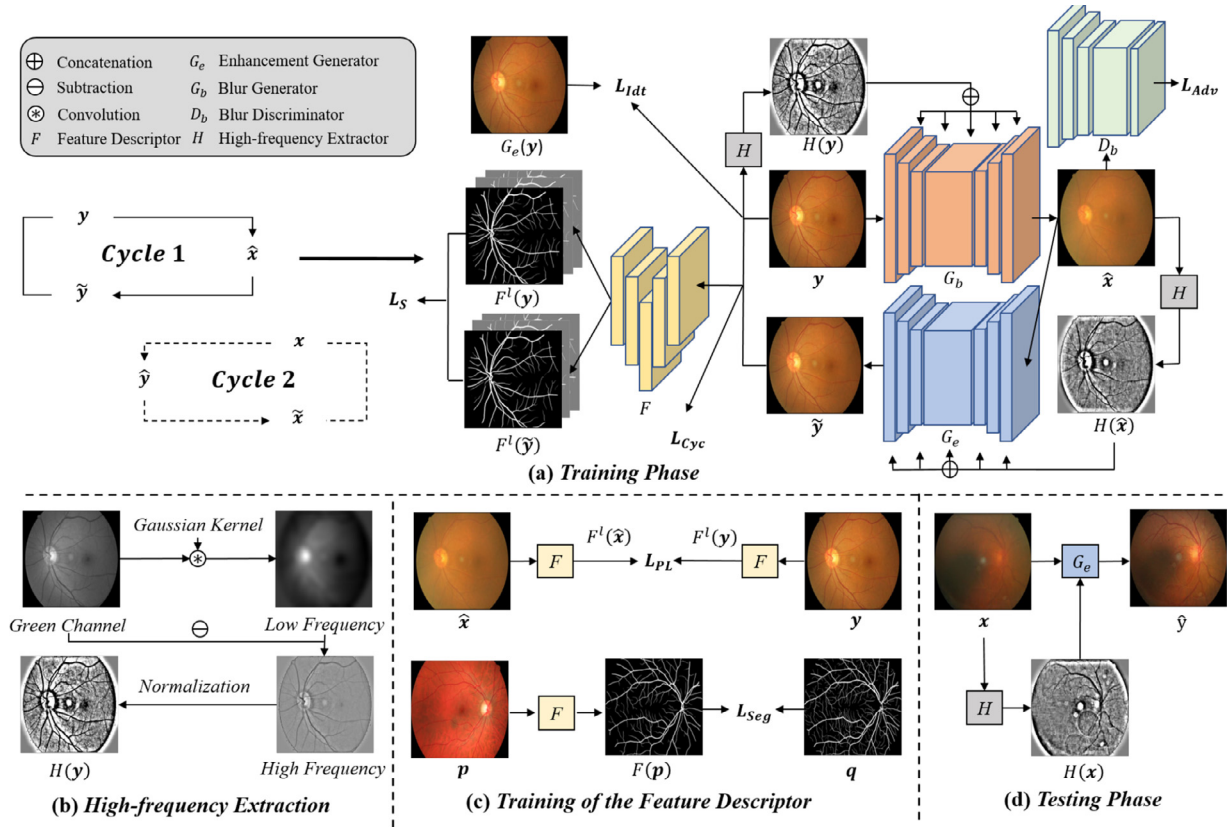 ⊕ Concatenation G_e Enhancement Generator
⊖ Subtraction G_b Blur Generator
⊛ Convolution D_b Blur Discriminator
F Feature Descriptor H High-frequency Extractor
y
Cycle 1
x̂
ỹ
x
ŷ
Cycle 2
x̃
G_e(y)
L_Idt
F^l(y)
L_S
F^l(ỹ)
F
L_Cyc
H
H(y)
⊕
y
G_b
D_b
L_Adv
x̂
H
H(x̂)
ỹ
G_e
⊕
(a) Training Phase
Gaussian Kernel
⊛
Green Channel
⊖
Low Frequency
Normalization
H(y)
High Frequency
(b) High-frequency Extraction
x̂
F
F^l(x̂)
L_PL
F^l(y)
F
y
p
F
F(p)
L_Seg
q
(c) Training of the Feature Descriptor
x
G_e
ŷ
H
H(x)
(d) Testing Phase